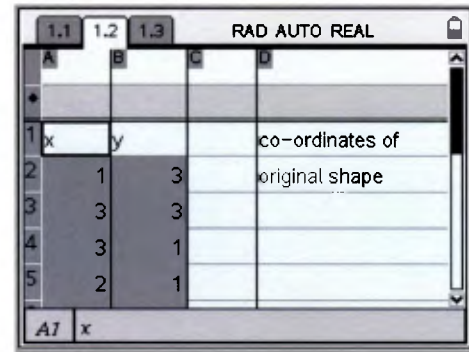 1.1 1.2 1.3 RAD AUTO REAL
A B C D
1 x y co-ordinates of
2 1 3 original shape
3 3 3
4 3 1
5 2 1
A1 x